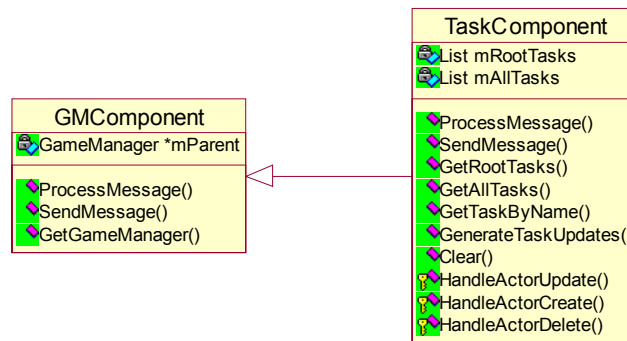 TaskComponent
List mRootTasks
List mAllTasks
ProcessMessage()
SendMessage()
GetRootTasks()
GetAllTasks()
GetTaskByName()
GenerateTaskUpdates(
Clear()
HandleActorUpdate()
HandleActorCreate()
HandleActorDelete()
GMComponent
GameManager *mParent
ProcessMessage()
SendMessage()
GetGameManager()